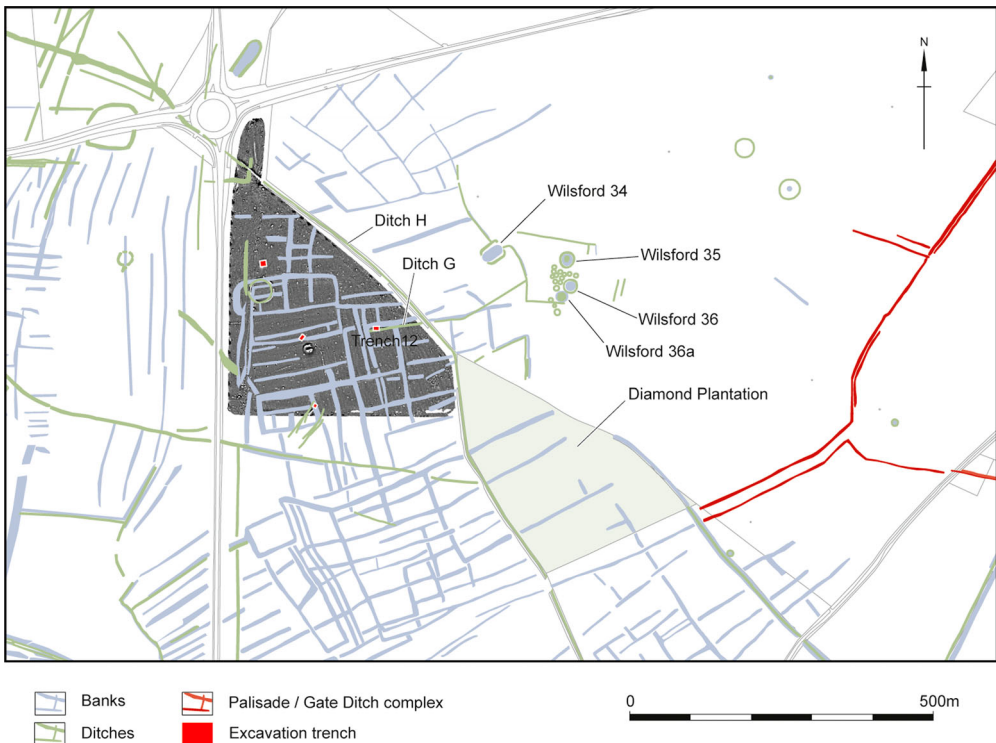 N
Wilsford 34
Ditch H
Wilsford 35
Ditch G
Wilsford 36
Trench12
Wilsford 36a
Diamond Plantation
Banks
Palisade / Gate Ditch complex
0 500m
Ditches
Excavation trench